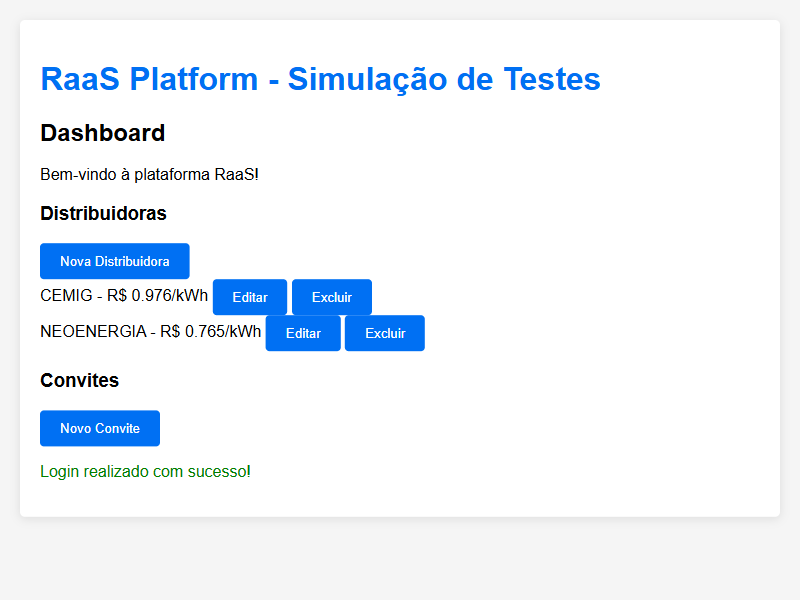 RaaS Platform - Simulação de Testes
Dashboard
Bem-vindo à plataforma RaaS!
Distribuidoras
Nova Distribuidora
CEMIG - R$ 0.976/kWh Editar Excluir
NEOENERGIA - R$ 0.765/kWh Editar Excluir
Convites
Novo Convite
Login realizado com sucesso!